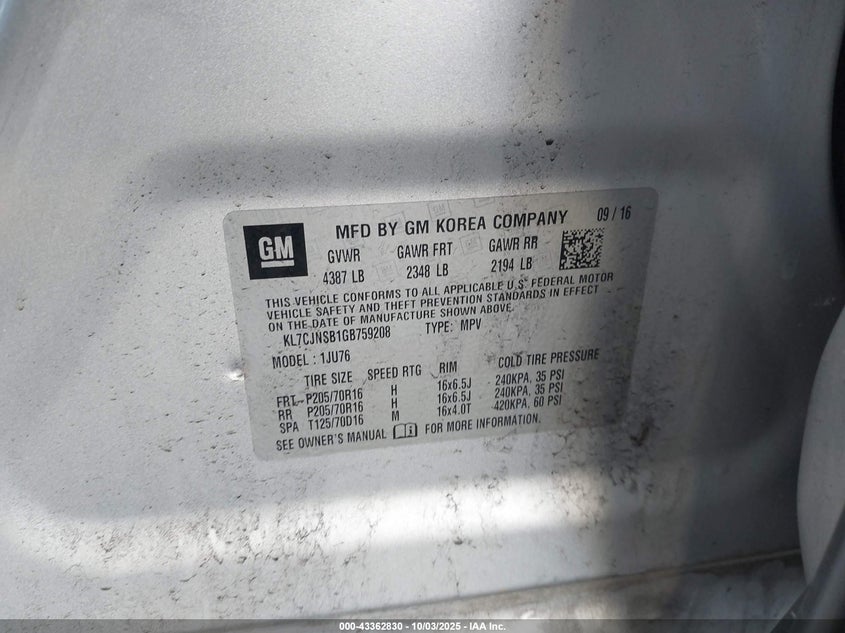 GM
MFD BY GM KOREA COMPANY 09 / 16
GVWR GAWR FRT GAWR RR
4387 LB 2348 LB 2194 LB
THIS VEHICLE CONFORMS TO ALL APPLICABLE U.S. FEDERAL MOTOR
VEHICLE SAFETY AND THEFT PREVENTION STANDARDS IN EFFECT
ON THE DATE OF MANUFACTURE SHOWN ABOVE.
KL7CJNSB1GB759208 TYPE: MPV
MODEL: 1JU76
TIRE SIZE SPEED RTG RIM COLD TIRE PRESSURE
FRT P205/70R16 H 16x6.5J 240KPA, 35 PSI
RR P205/70R16 H 16x6.5J 240KPA, 35 PSI
SPA T125/70D16 M 16x4.0T 420KPA, 60 PSI
SEE OWNER'S MANUAL FOR MORE INFORMATION.
000-43362830 - 10/03/2025 - IAA Inc.